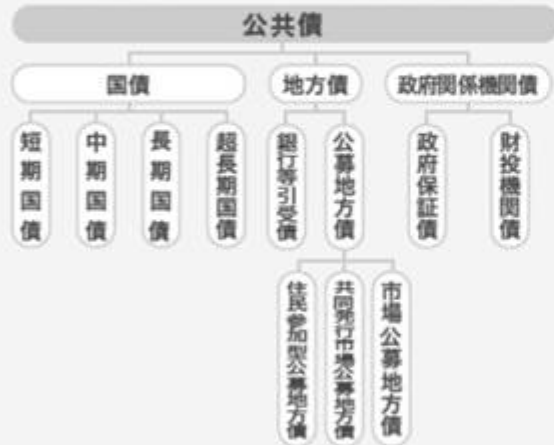 公共債
国債
地方債
政府関係機関債
短期国債
中期国債
長期国債
超長期国債
銀行等引受債
公募地方債
政府保証債
財投機関債
住民参加型公募地方債
共同発行市場公募地方債
市場公募地方債